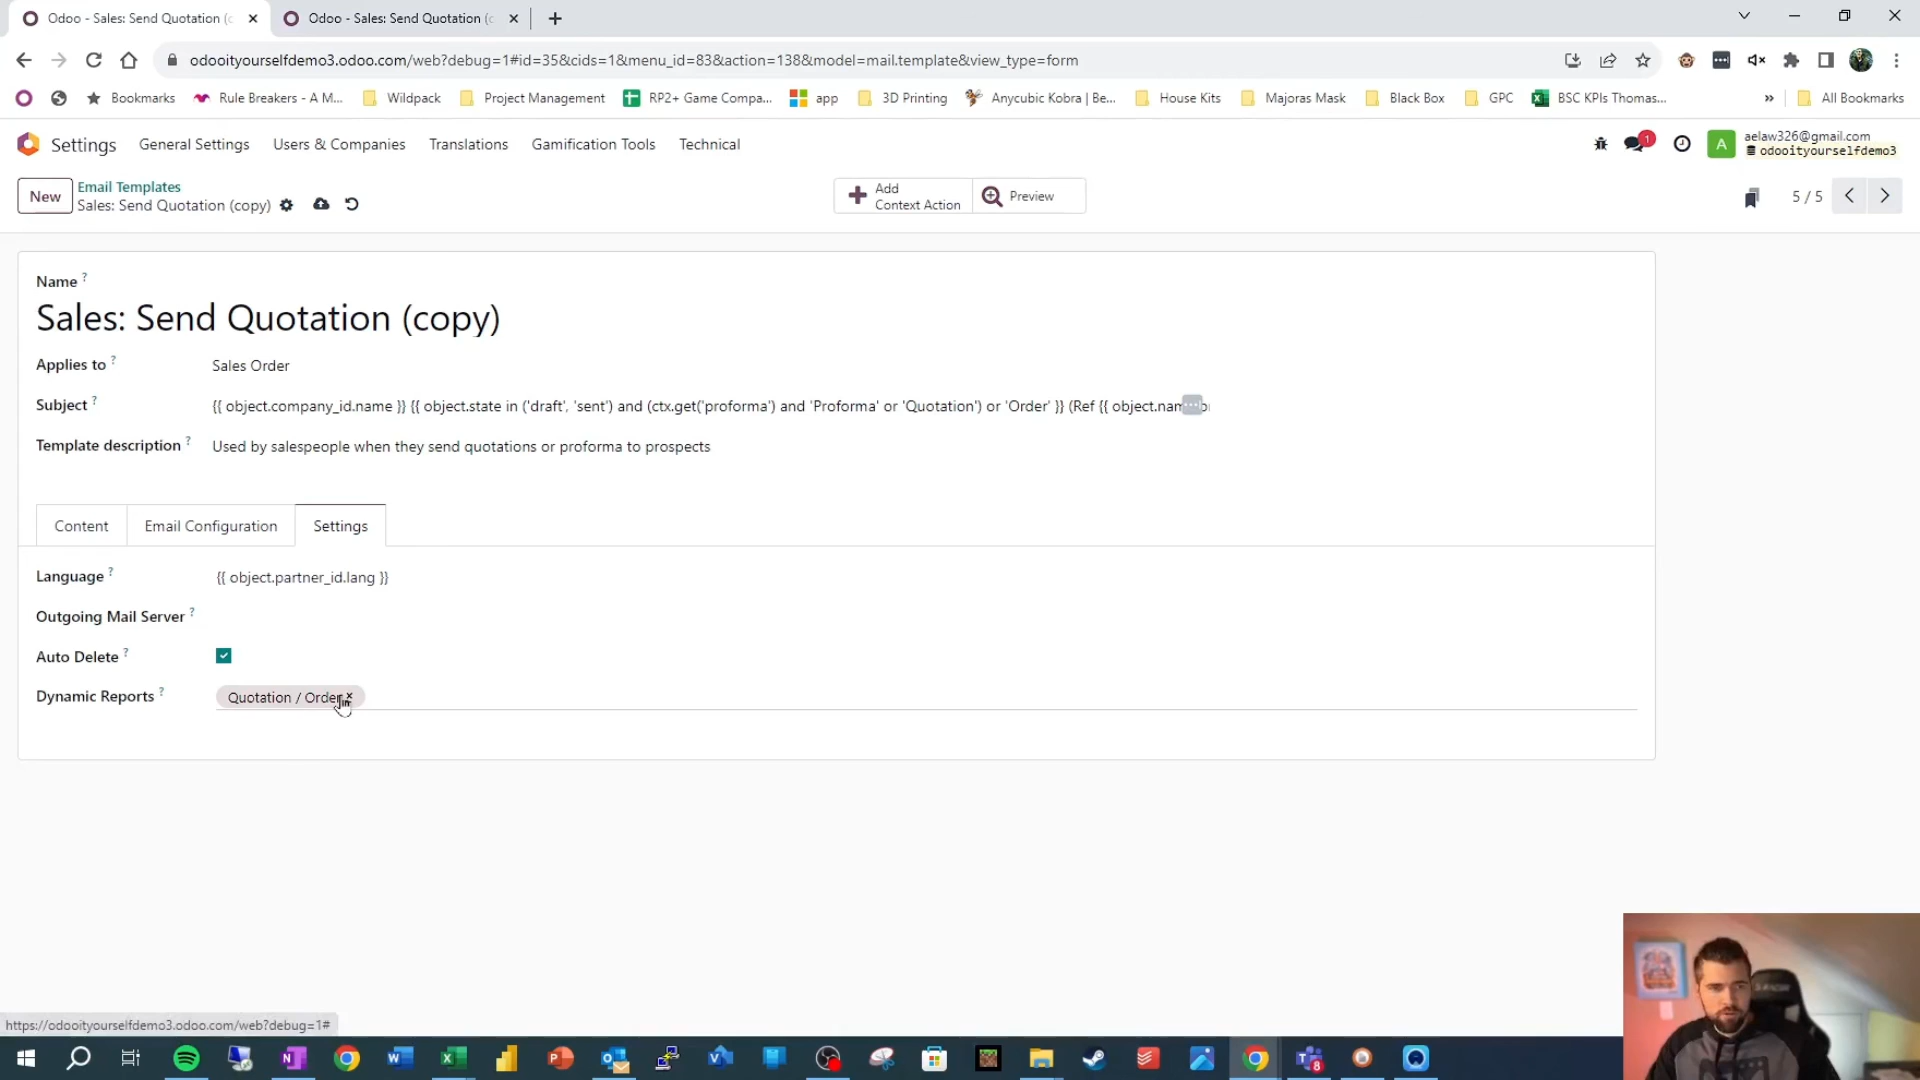 Odoo - Sales: Send Quotation (c
Odoo - Sales: Send Quotation (c
odooityourselfdemo3.odoo.com/web?debug=1#id=35&cids=1&menu_id=83&action=138&model=mail.template&view_type=form
Bookmarks
Rule Breakers - A M...
Wildpack
Project Management
RP2+ Game Compa...
app
3D Printing
Anycubic Kobra | Be...
House Kits
Majoras Mask
Black Box
GPC
BSC KPIs Thomas...
»
All Bookmarks
Settings
General Settings
Users & Companies
Translations
Gamification Tools
Technical
1
A
aelaw326@gmail.com
odooityourselfdemo3
New
Email Templates
Sales: Send Quotation (copy)
Add
Context Action
Preview
5 / 5
Name ?
Sales: Send Quotation (copy)
Applies to ?
Sales Order
Subject ?
{{ object.company_id.name }} {{ object.state in ('draft', 'sent') and (ctx.get('proforma') and 'Proforma' or 'Quotation') or 'Order' }} (Ref {{ object.nam
Template description ?
Used by salespeople when they send quotations or proforma to prospects
Content
Email Configuration
Settings
Language ?
{{ object.partner_id.lang }}
Outgoing Mail Server ?
Auto Delete ?
Dynamic Reports ?
Quotation / Order
https://odooityourselfdemo3.odoo.com/web?debug=1#
8